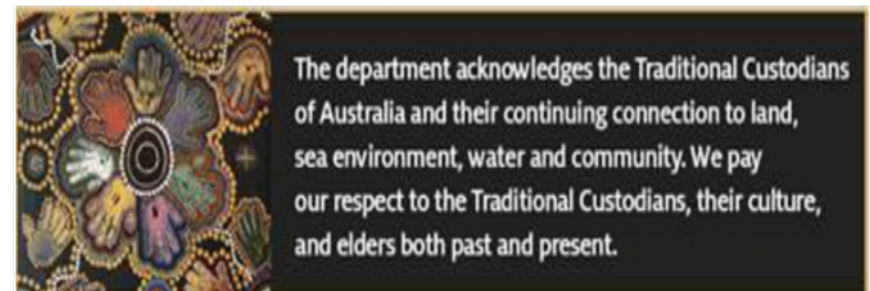 The department acknowledges the Traditional Custodians
of Australia and their continuing connection to land,
sea environment, water and community. We pay
our respect to the Traditional Custodians, their culture,
and elders both past and present.